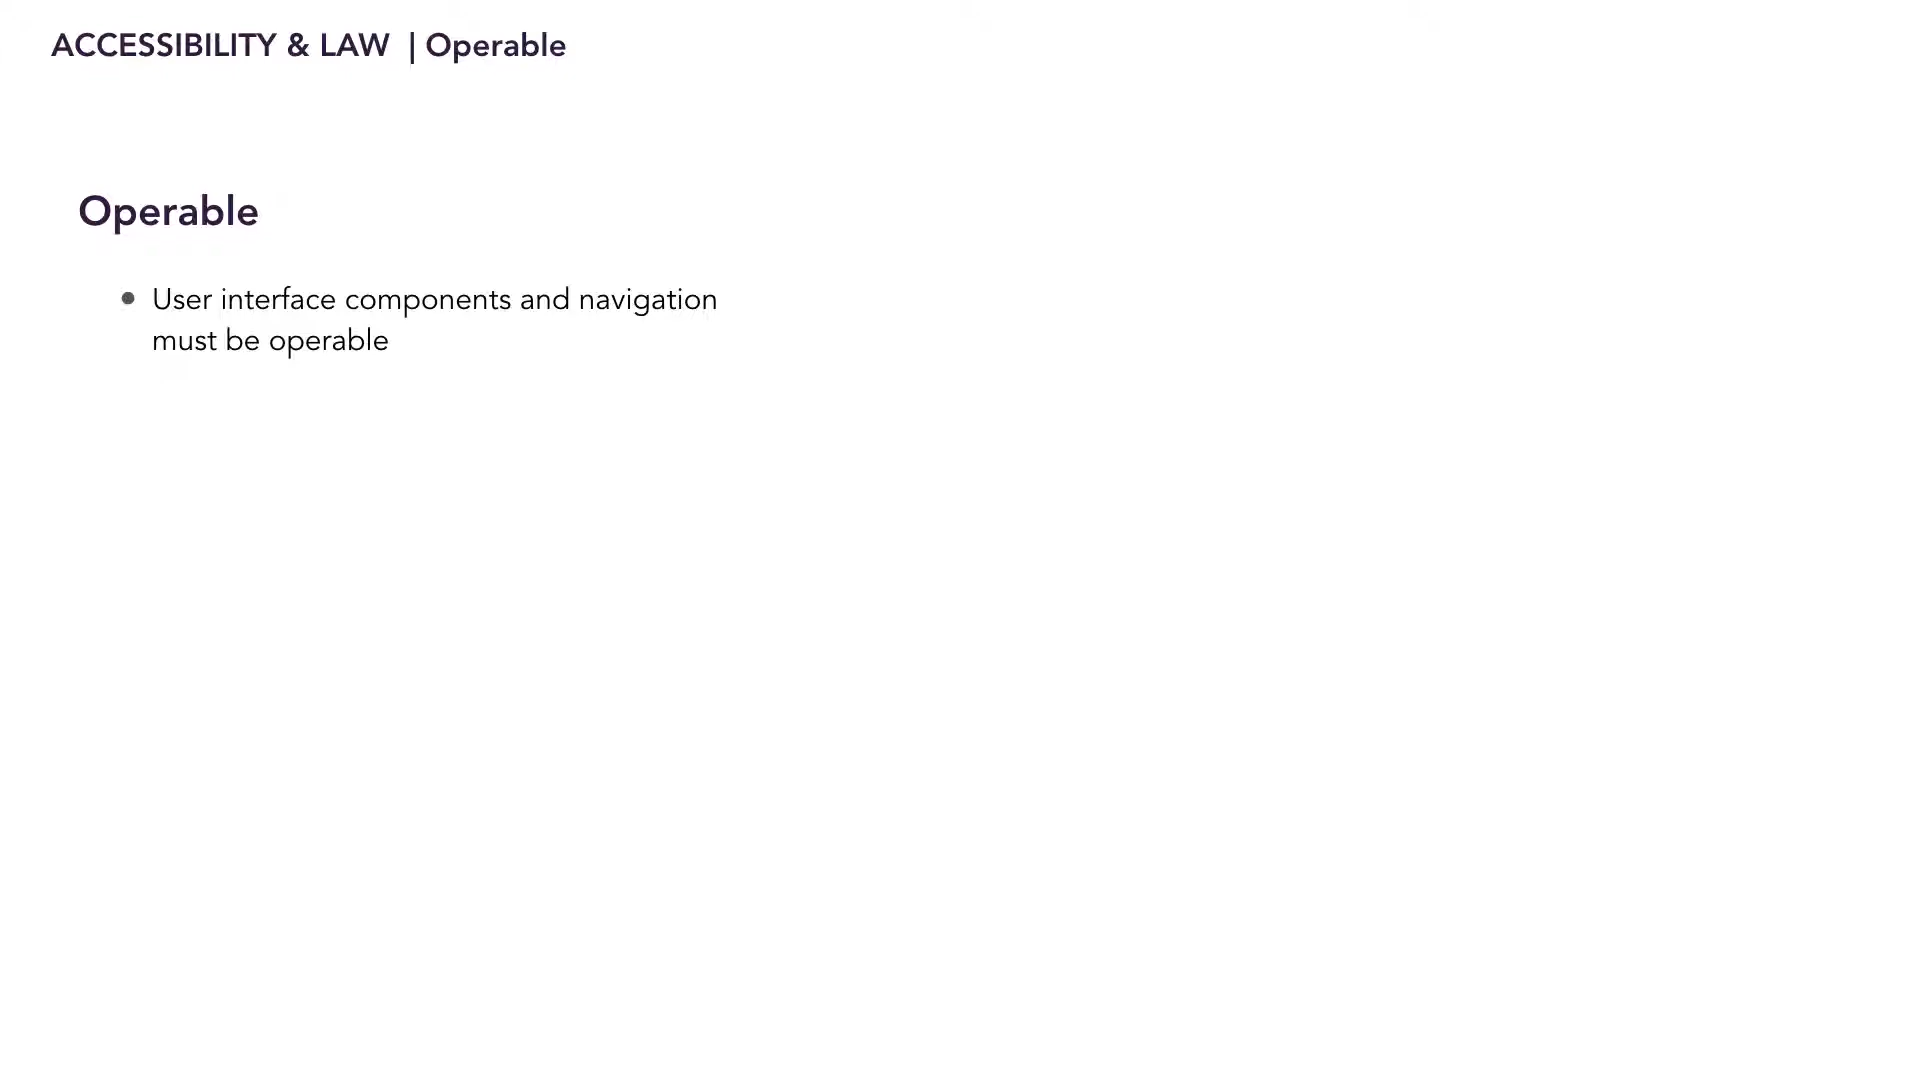 ACCESSIBILITY & LAW | Operable
Operable
• User interface components and navigation
must be operable